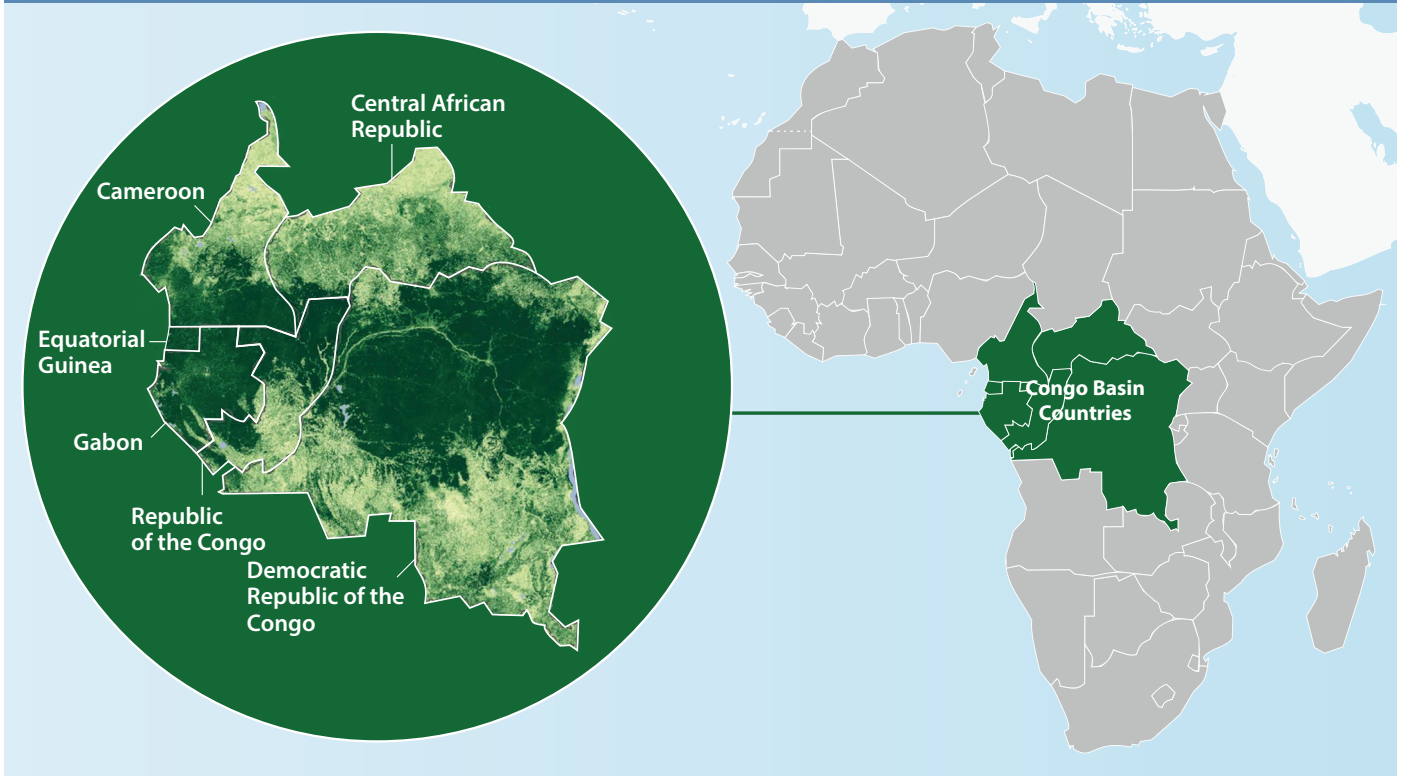 Central African
Republic
Cameroon
Equatorial
Guinea
Gabon
Republic
of the Congo
Democratic
Republic of the
Congo
Congo Basin
Countries